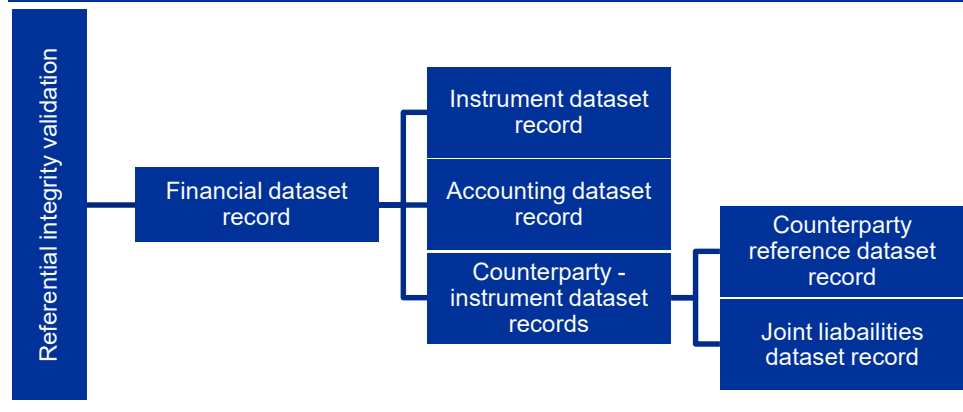 Referential integrity validation
Financial dataset
record
Instrument dataset
record
Accounting dataset
record
Counterparty -
instrument dataset
records
Counterparty
reference dataset
record
Joint liabailities
dataset record